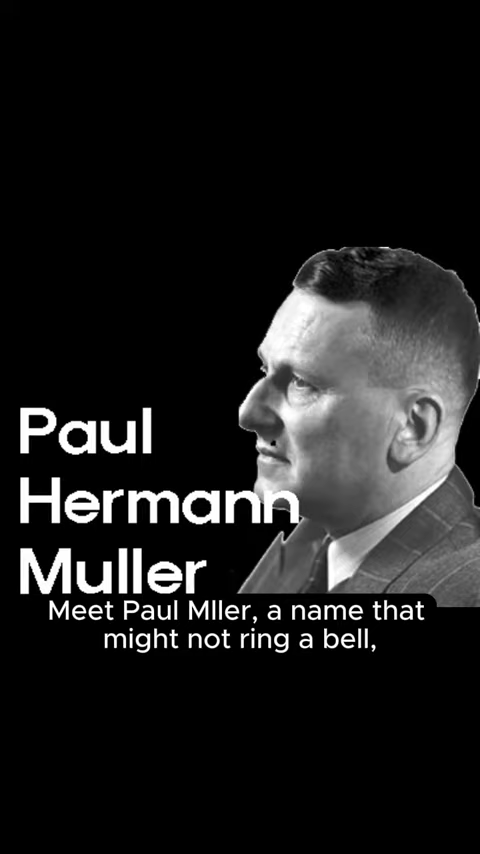 Paul
Hermann
Muller
Meet Paul Mller, a name that
might not ring a bell,